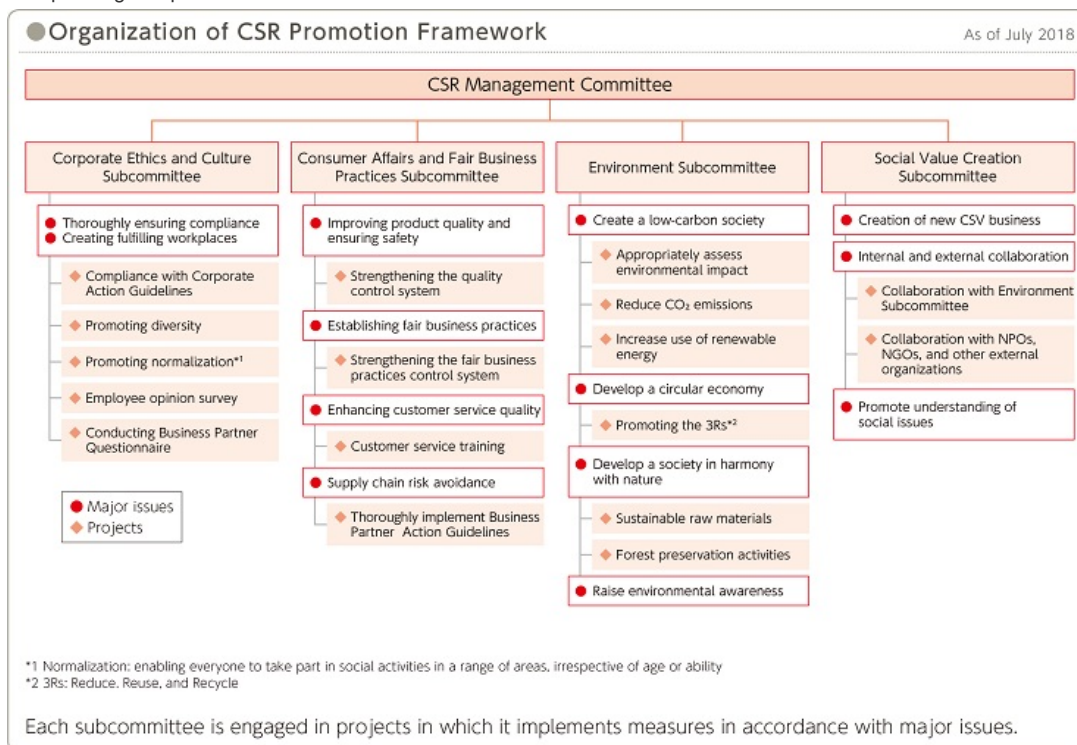 Organization of CSR Promotion Framework
As of July 2018
CSR Management Committee
Corporate Ethics and Culture
Subcommittee
Thoroughly ensuring compliance
Creating fulfilling workplaces
Compliance with Corporate
Action Guidelines
Promoting diversity
Promoting normalization*1
Employee opinion survey
Conducting Business Partner
Questionnaire
Major issues
Projects
Consumer Affairs and Fair Business
Practices Subcommittee
Improving product quality and
ensuring safety
Strengthening the quality
control system
Establishing fair business practices
Strengthening the fair business
practices control system
Enhancing customer service quality
Customer service training
Supply chain risk avoidance
Thoroughly implement Business
Partner Action Guidelines
Environment Subcommittee
Create a low-carbon society
Appropriately assess
environmental impact
Reduce CO₂ emissions
Increase use of renewable
energy
Develop a circular economy
Promoting the 3Rs*2
Develop a society in harmony
with nature
Sustainable raw materials
Forest preservation activities
Raise environmental awareness
Social Value Creation
Subcommittee
Creation of new CSV business
Internal and external collaboration
Collaboration with Environment
Subcommittee
Collaboration with NPOs,
NGOs, and other external
organizations
Promote understanding of
social issues
*1 Normalization: enabling everyone to take part in social activities in a range of areas, irrespective of age or ability
*2 3Rs: Reduce, Reuse, and Recycle
Each subcommittee is engaged in projects in which it implements measures in accordance with major issues.